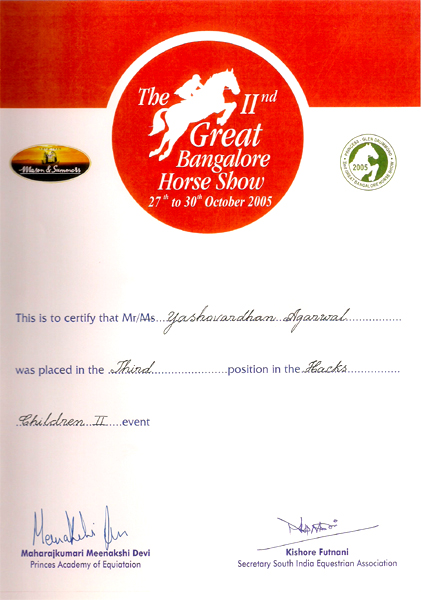 The IInd
Great
Bangalore
Horse Show
27th to 30th October 2005
Mason & Summers
2005
This is to certify that Mr/Ms....Yashovardhan Agarwal..................
was placed in the..Third.......................position in the..Hacks................
Children II....event
Maharajkumari Meenakshi Devi
Princes Academy of Equiataion
Kishore Futnani
Secretary South India Equestrian Association